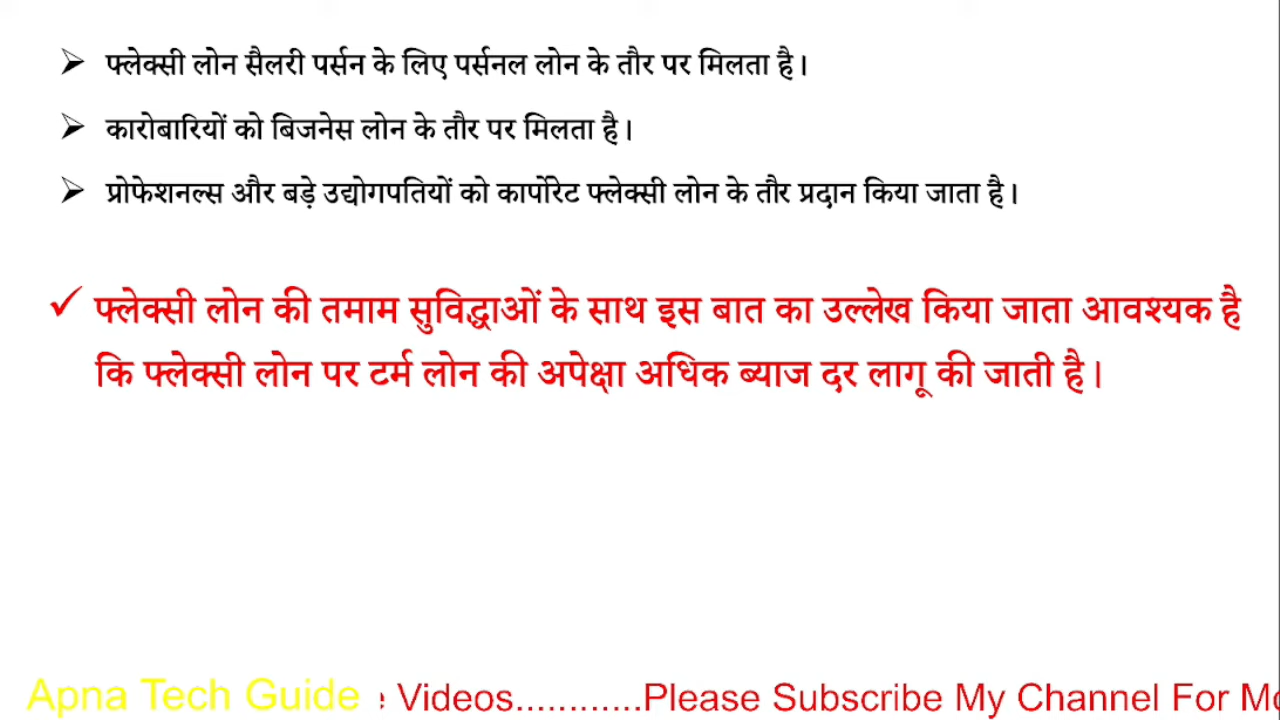 फ्लेक्सी लोन सैलरी पर्सन के लिए पर्सनल लोन के तौर पर मिलता है।
कारोबारियों को बिजनेस लोन के तौर पर मिलता है।
प्रोफेशनल्स और बड़े उद्योगपतियों को कार्पोरेट फ्लेक्सी लोन के तौर प्रदान किया जाता है।
फ्लेक्सी लोन की तमाम सुविद्धाओं के साथ इस बात का उल्लेख किया जाता आवश्यक है
कि फ्लेक्सी लोन पर टर्म लोन की अपेक्षा अधिक ब्याज दर लागू की जाती है।
Apna Tech Guide Videos............Please Subscribe My Channel For